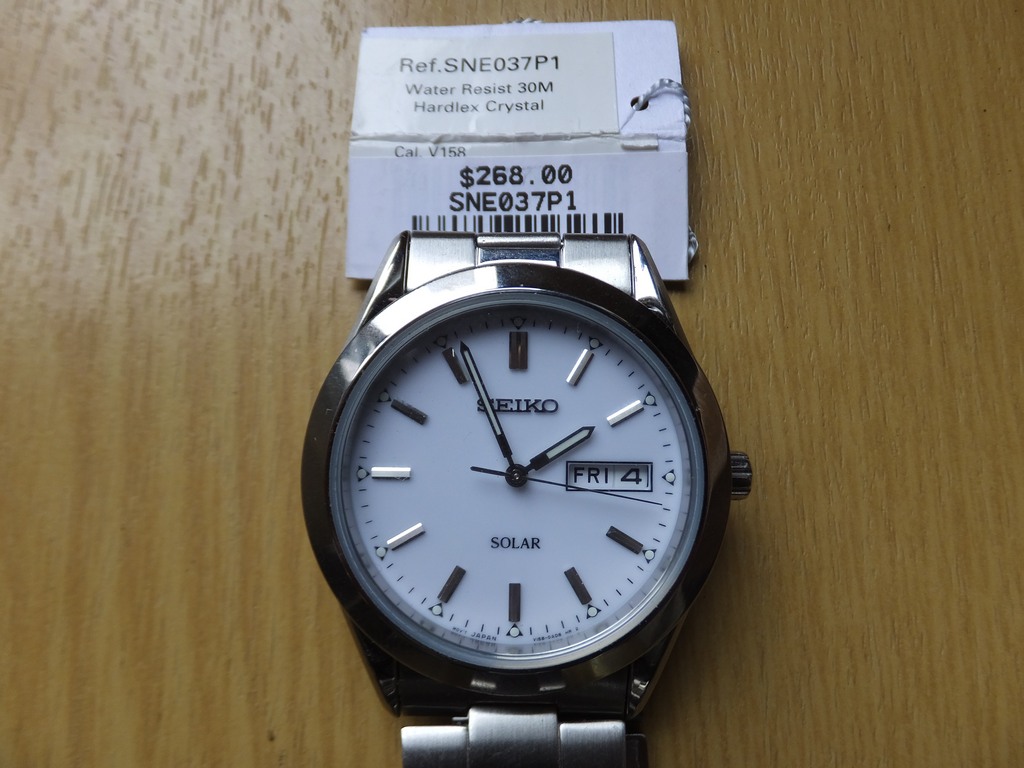 Ref.SNE037P1
Water Resist 30M
Hardlex Crystal
Cal. V158
$268.00
SNE037P1
SEIKO
FRI 4
SOLAR
JAPAN